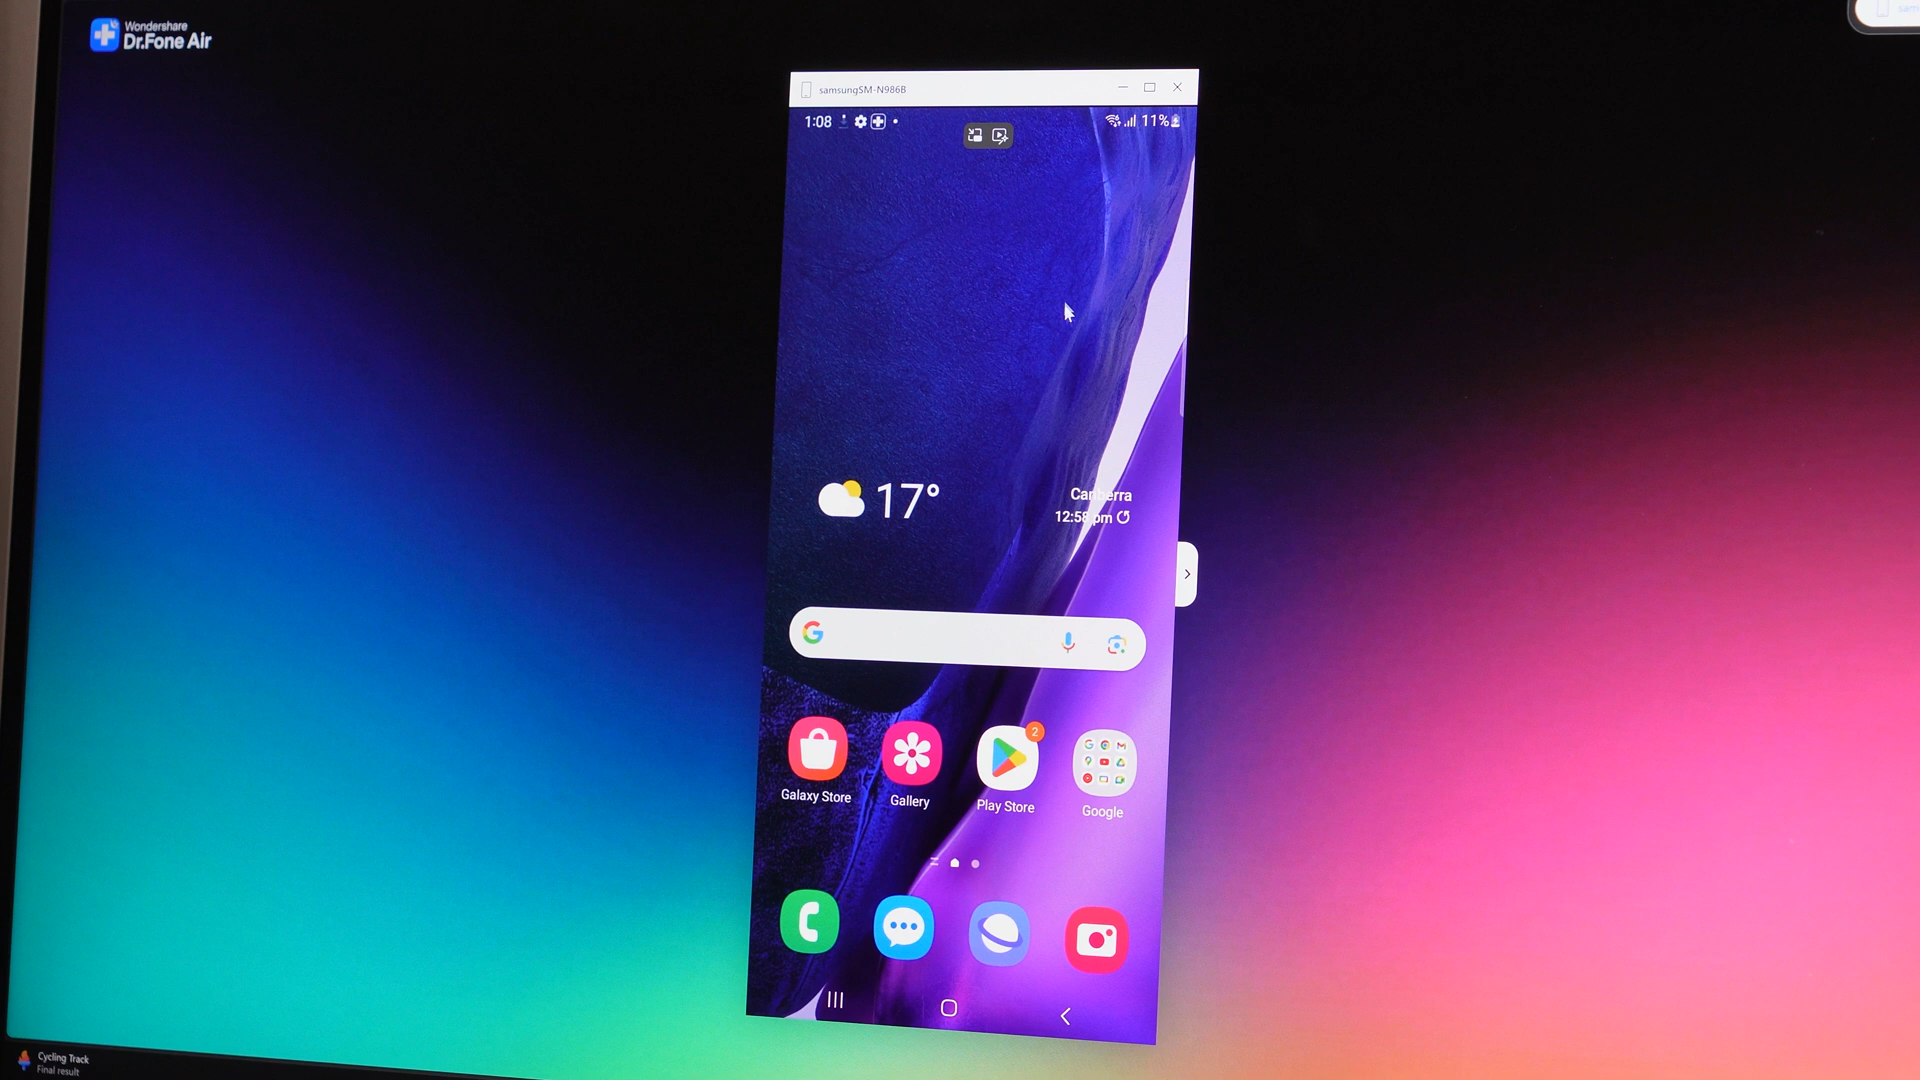 Wondershare
Dr.Fone Air
sam
samsungSM-N986B
1:08
11%
17°
Canberra
12:58 pm
G
2
Galaxy Store
Gallery
Play Store
Google
Cycling Track
Final result